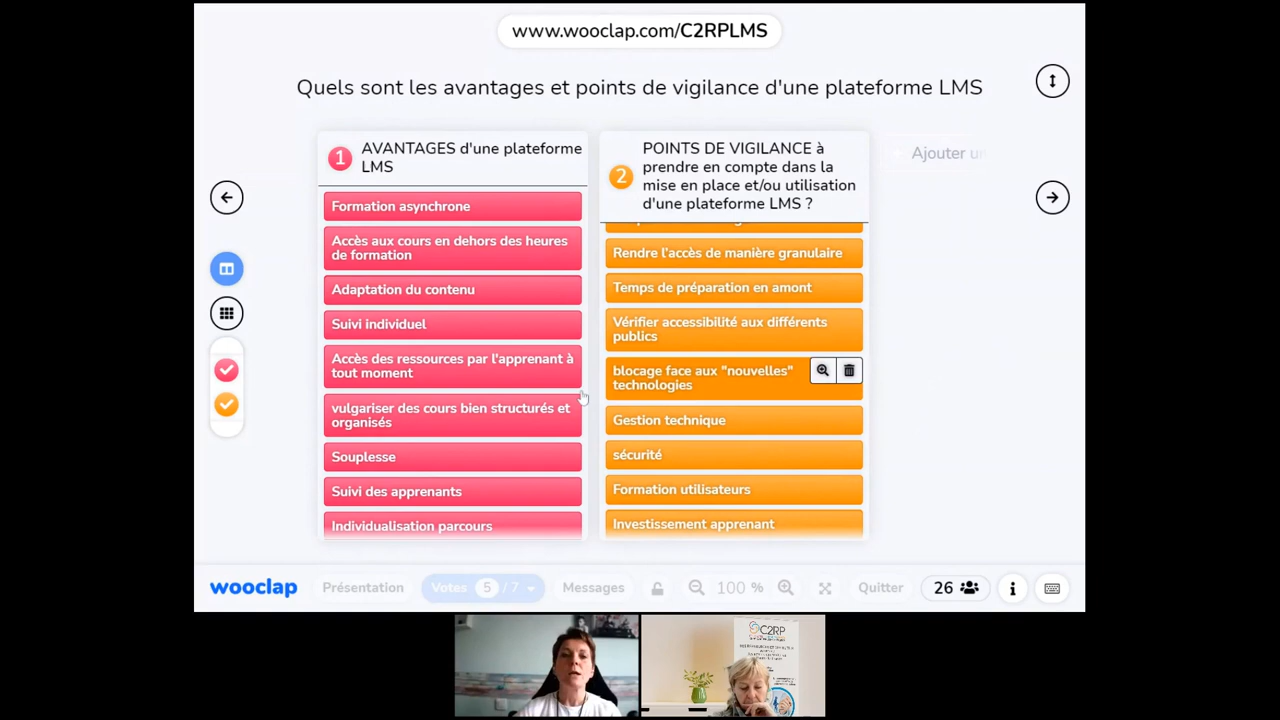 www.wooclap.com/C2RPLMS
Quels sont les avantages et points de vigilance d'une plateforme LMS
1
AVANTAGES d'une plateforme
LMS
Formation asynchrone
Accès aux cours en dehors des heures
de formation
Adaptation du contenu
Suivi individuel
Accès des ressources par l'apprenant à
tout moment
vulgariser des cours bien structurés et
organisés
Souplesse
Suivi des apprenants
Individualisation parcours
2
POINTS DE VIGILANCE à
prendre en compte dans la
mise en place et/ou utilisation
d'une plateforme LMS ?
Rendre l'accès de manière granulaire
Temps de préparation en amont
Vérifier accessibilité aux différents
publics
blocage face aux "nouvelles"
technologies
Gestion technique
sécurité
Formation utilisateurs
Investissement apprenant
Ajouter
wooclap
Présentation
Votes 5 / 7
Messages
100 %
Quitter
26
C2RP